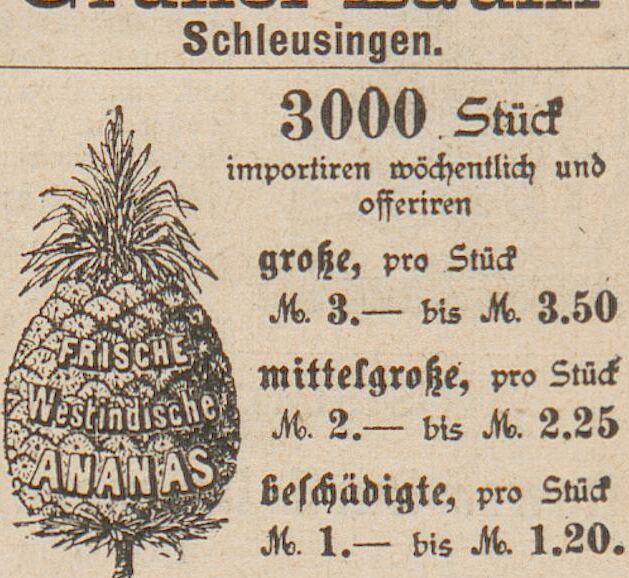 Schleusingen.
3000 Stück
importiren wöchentlich und
offeriren
große, pro Stück
M. 3.— bis M. 3.50
mittelgroße, pro Stück
M. 2.— bis M. 2.25
beschädigte, pro Stück
M. 1.— bis M. 1.20.
FRISCHE
Westindische
ANANAS